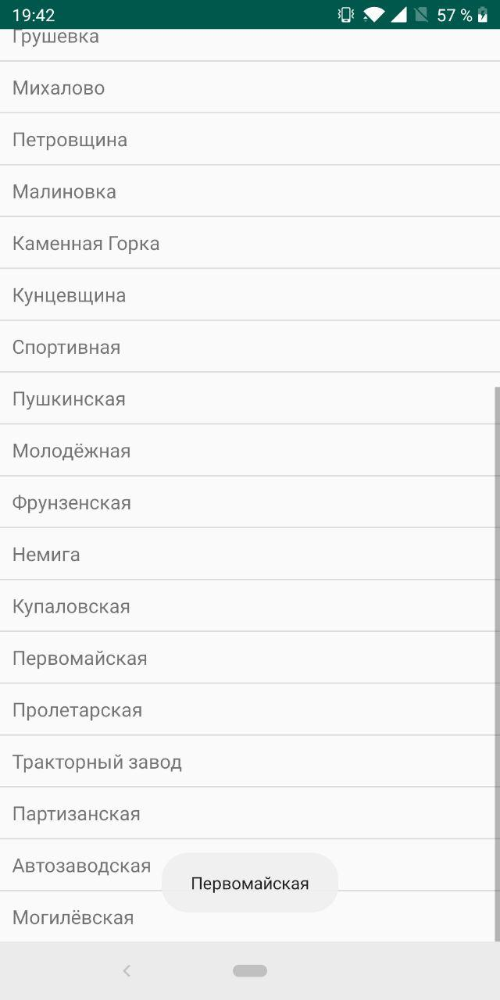 19:42 57 %
Грушевка
Михалово
Петровщина
Малиновка
Каменная Горка
Кунцевщина
Спортивная
Пушкинская
Молодёжная
Фрунзенская
Немига
Купаловская
Первомайская
Пролетарская
Тракторный завод
Партизанская
Автозаводская
Первомайская
Могилёвская